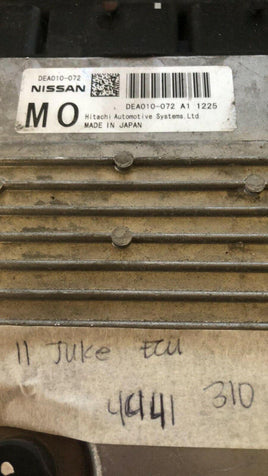 DEA010-072
NISSAN
DEA010-072 A1 1225
MO
Hitachi Automotive Systems,Ltd
MADE IN JAPAN
11 Juke ECU
4441 310